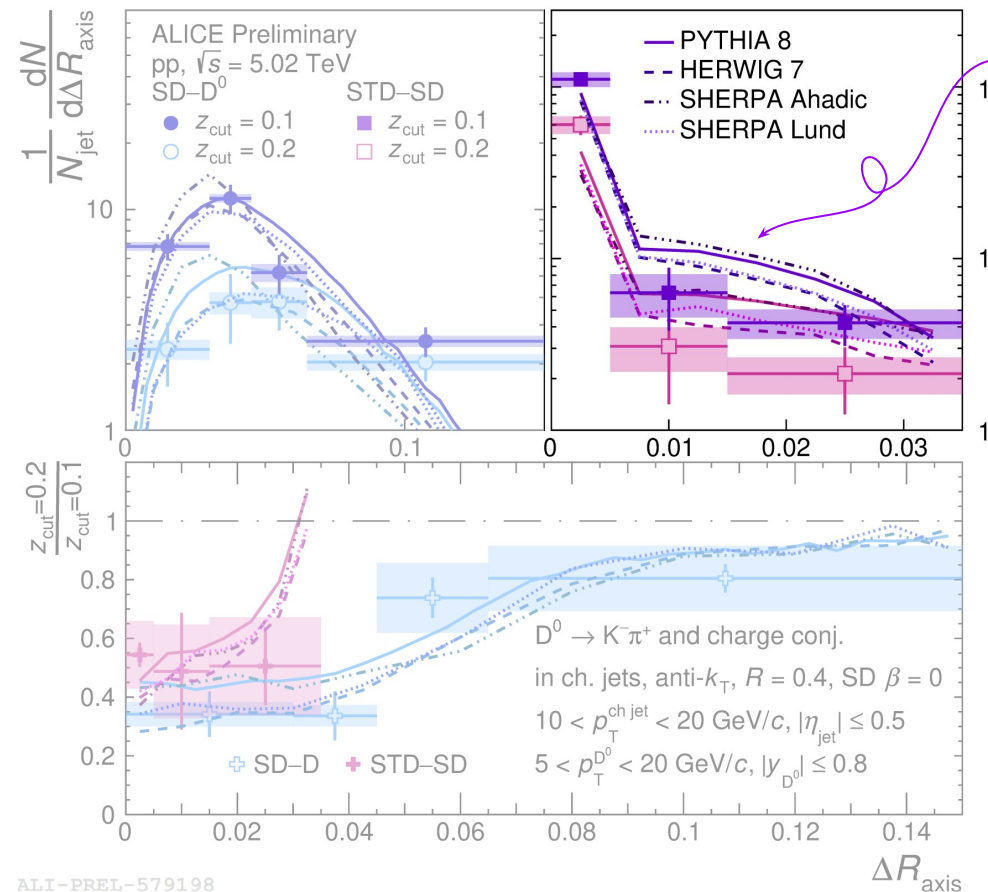 1/N_jet dN/dΔR_axis
ALICE Preliminary
pp, √s = 5.02 TeV
SD–D⁰ STD–SD
z_cut = 0.1 z_cut = 0.1
z_cut = 0.2 z_cut = 0.2
PYTHIA 8
HERWIG 7
SHERPA Ahadic
SHERPA Lund
10
1
0 0.1
1
1
1
0 0.01 0.02 0.03
z_cut=0.2/z_cut=0.1
1
0.8
0.6
0.4
0.2
0
D⁰ → K⁻π⁺ and charge conj.
in ch. jets, anti-k_T, R = 0.4, SD β = 0
10 < p_T^ch jet < 20 GeV/c, |η_jet| ≤ 0.5
5 < p_T^D⁰ < 20 GeV/c, |y_D⁰| ≤ 0.8
SD–D STD–SD
0 0.02 0.04 0.06 0.08 0.1 0.12 0.14
ΔR_axis
ALI-PREL-579198